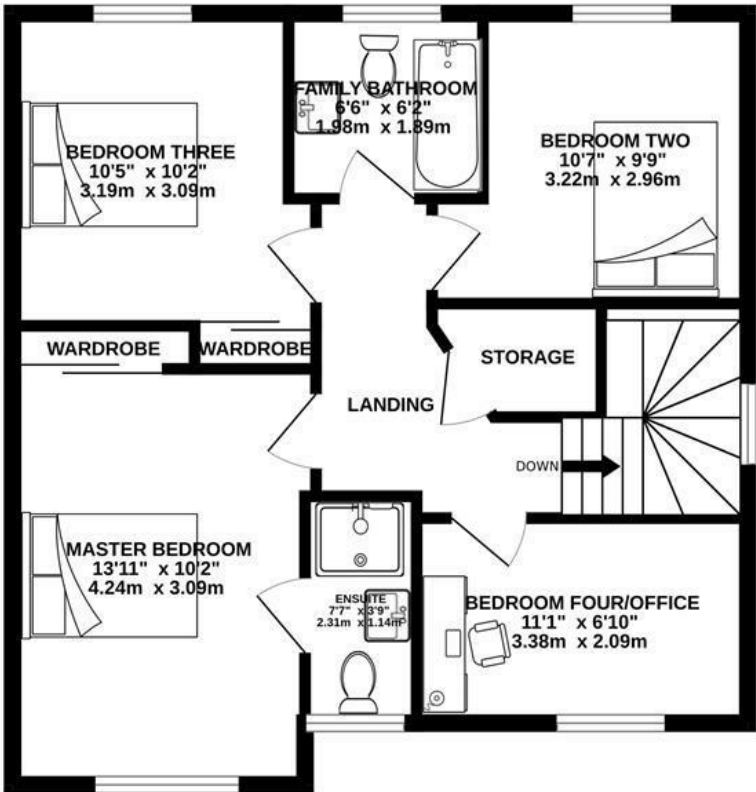 FAMILY BATHROOM
6'6" x 6'2"
1.98m x 1.89m
BEDROOM THREE
10'5" x 10'2"
3.19m x 3.09m
BEDROOM TWO
10'7" x 9'9"
3.22m x 2.96m
WARDROBE
WARDROBE
STORAGE
LANDING
DOWN
MASTER BEDROOM
13'11" x 10'2"
4.24m x 3.09m
ENSUITE
7'7" x 3'9"
2.31m x 1.14m
BEDROOM FOUR/OFFICE
11'1" x 6'10"
3.38m x 2.09m